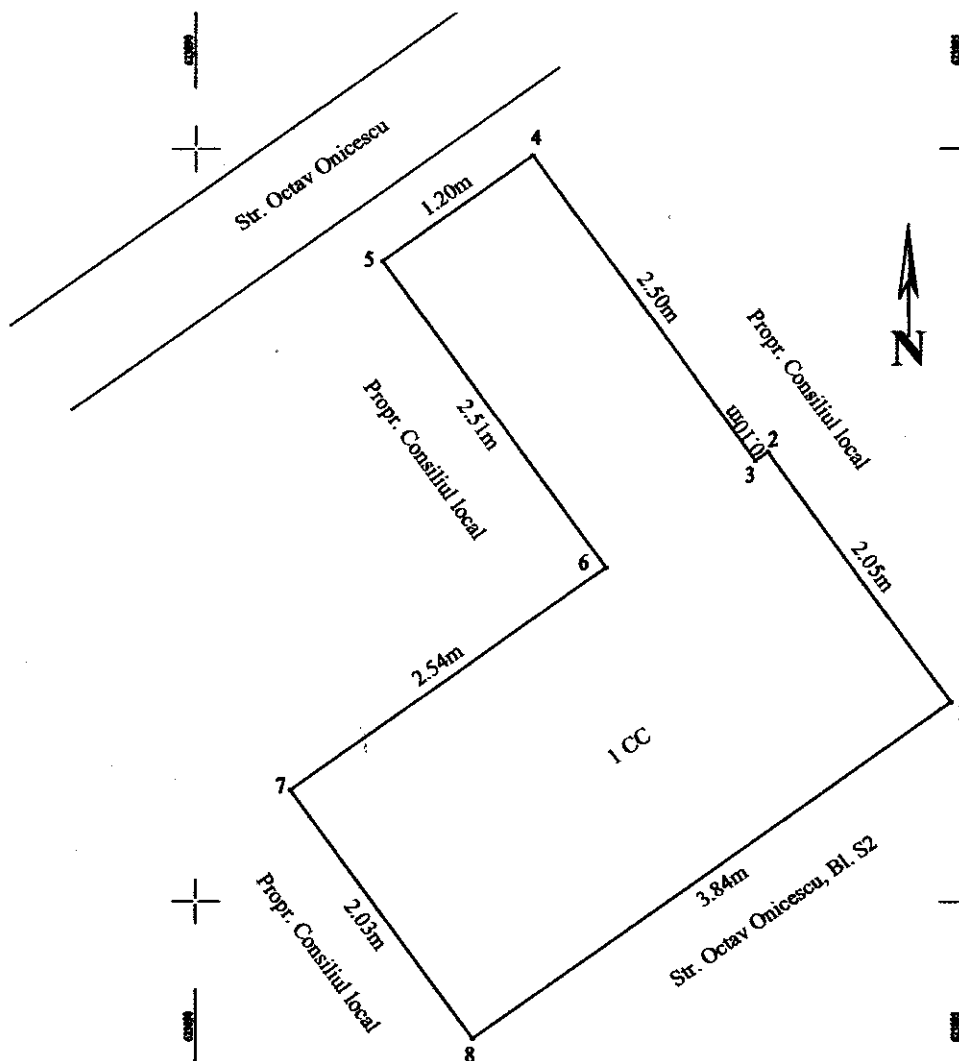 Str. Octav Onicescu
4
1.20m
5
2.50m
Propr. Consiliul local
N
Propr. Consiliul local
2.51m
0.10m
2
3
6
2.05m
2.54m
1 CC
7
3.84m
Str. Octav Onicescu, Bl. S2
Propr. Consiliul local
2.03m
8